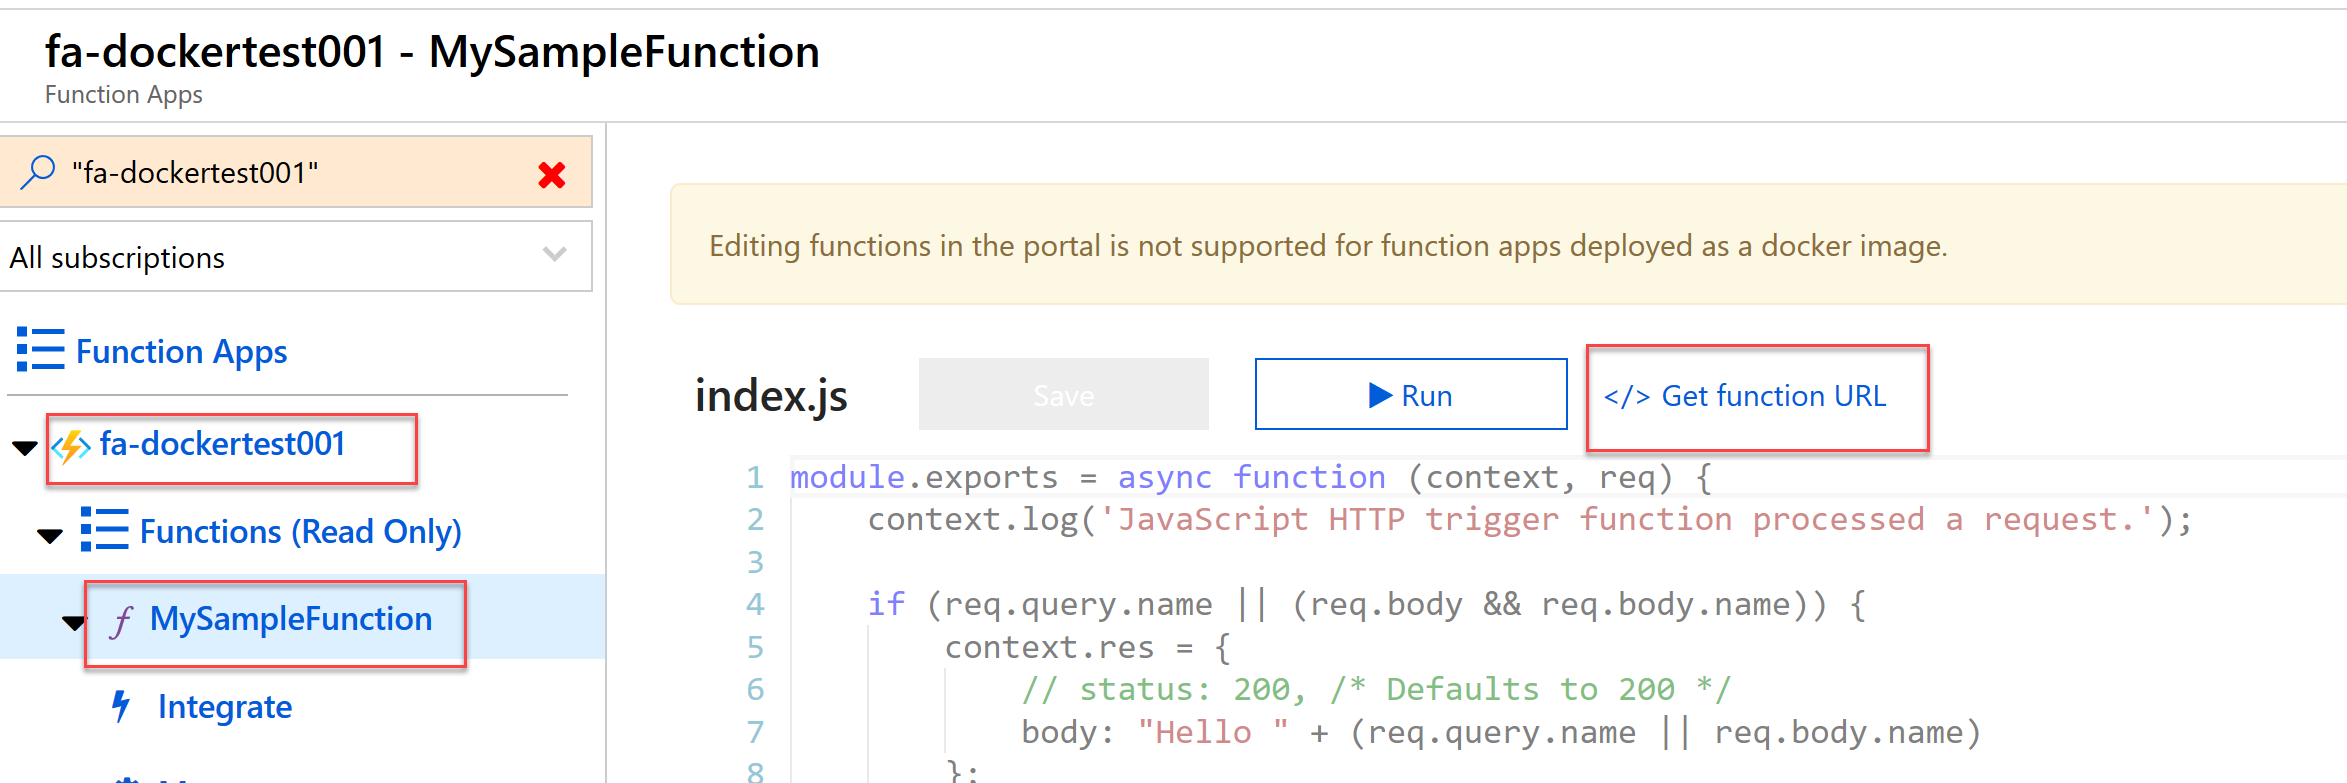 fa-dockertest001 - MySampleFunction
Function Apps
"fa-dockertest001"
All subscriptions
Function Apps
fa-dockertest001
Functions (Read Only)
MySampleFunction
Integrate
Editing functions in the portal is not supported for function apps deployed as a docker image.
index.js
Save
Run
</> Get function URL
1 module.exports = async function (context, req) {
2 context.log('JavaScript HTTP trigger function processed a request.');
3
4 if (req.query.name || (req.body && req.body.name)) {
5 context.res = {
6 // status: 200, /* Defaults to 200 */
7 body: "Hello " + (req.query.name || req.body.name)
8 };